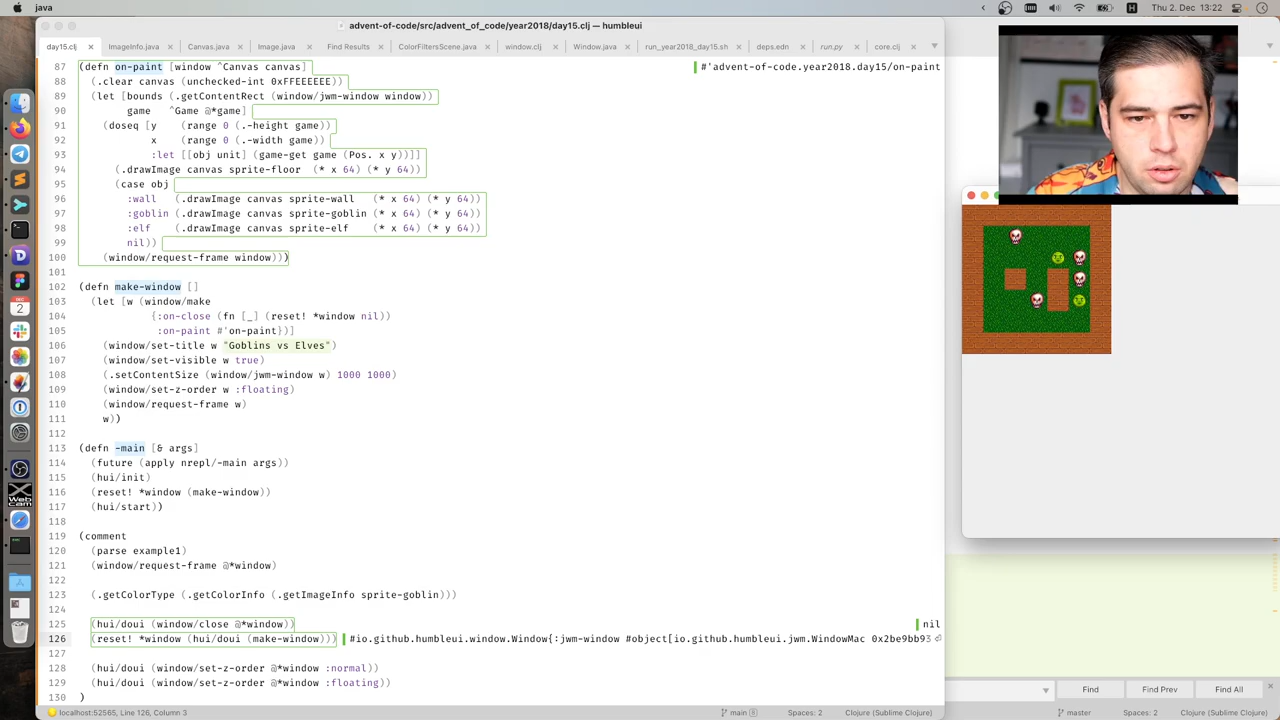 java
Thu 2. Dec 13:22
advent-of-code/src/advent_of_code/year2018/day15.clj — humbleui
day15.clj
ImageInfo.java
Canvas.java
Image.java
Find Results
ColorFiltersScene.java
window.clj
Window.java
run_year2018_day15.sh
deps.edn
run.py
core.clj
87 (defn on-paint [window ^Canvas canvas] #'advent-of-code.year2018.day15/on-paint
88   (.clear canvas (unchecked-int 0xFFEEEEEE))
89   (let [bounds (.getContentRect (window/jwm-window window))
90         game   ^Game @*game]
91     (doseq [y    (range 0 (.-height game))
92             x    (range 0 (.-width game))
93             :let [[obj unit] (game-get game (Pos. x y))]]
94       (.drawImage canvas sprite-floor  (* x 64) (* y 64))
95       (case obj
96         :wall   (.drawImage canvas sprite-wall   (* x 64) (* y 64))
97         :goblin (.drawImage canvas sprite-goblin (* x 64) (* y 64))
98         :elf    (.drawImage canvas sprite-elf    (* x 64) (* y 64))
99         nil))
100     (window/request-frame window)))
101
102 (defn make-window []
103   (let [w (window/make
104             {:on-close (fn [_] (reset! *window nil))
105              :on-paint #'on-paint})]
106     (window/set-title w "Goblins vs Elves")
107     (window/set-visible w true)
108     (.setContentSize (window/jwm-window w) 1000 1000)
109     (window/set-z-order w :floating)
110     (window/request-frame w)
111     w))
112
113 (defn -main [& args]
114   (future (apply nrepl/-main args))
115   (hui/init)
116   (reset! *window (make-window))
117   (hui/start))
118
119 (comment
120   (parse example1)
121   (window/request-frame @*window)
122
123   (.getColorType (.getColorInfo (.getImageInfo sprite-goblin)))
124
125   (hui/doui (window/close @*window)) nil
126   (reset! *window (hui/doui (make-window))) #io.github.humbleui.window.Window{:jwm-window #object[io.github.humbleui.jwm.WindowMac 0x2be9bb93
127
128   (hui/doui (window/set-z-order @*window :normal))
129   (hui/doui (window/set-z-order @*window :floating))
130 )
Find
Find Prev
Find All
localhost:52565, Line 126, Column 3
main 8
Spaces: 2
Clojure (Sublime Clojure)
master
Spaces: 2
Clojure (Sublime Clojure)
DEC
2